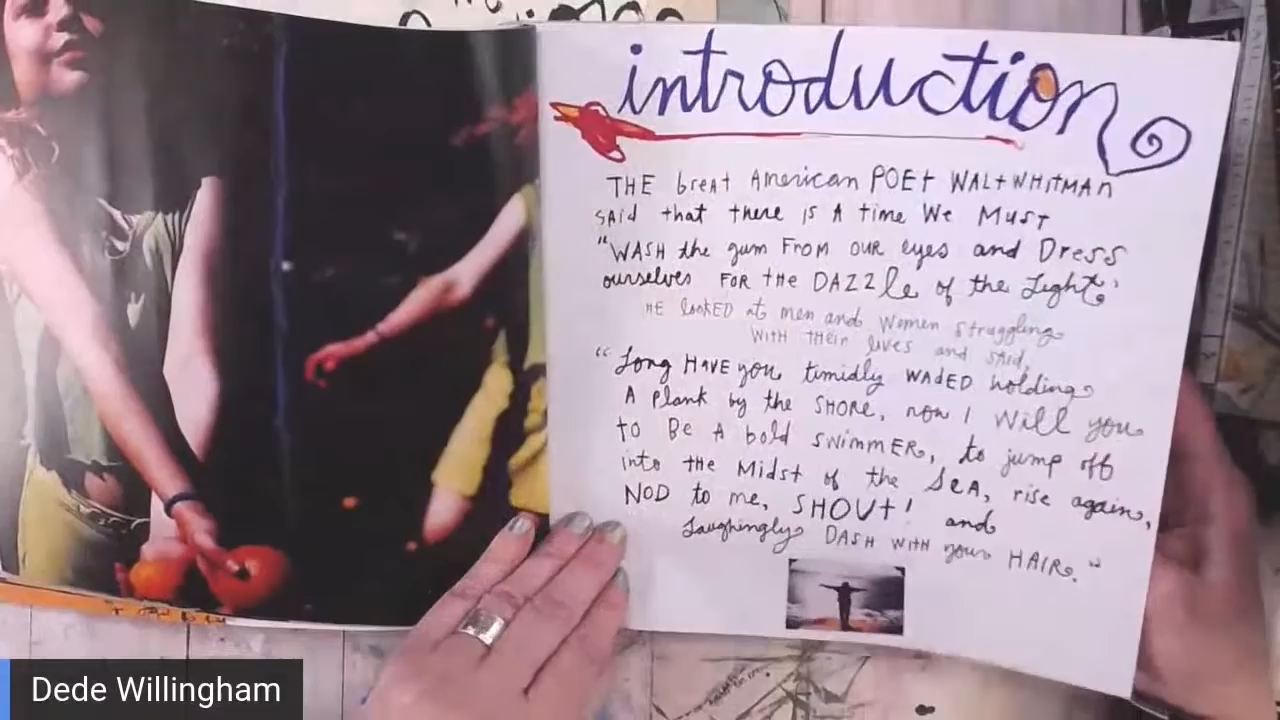 introduction
THE Great American POEt WALt WHitMAn
SAid that there IS A time We MUST
"WASH the gum FROM OUR eyes and Dress
ourselves FOR the DAZZle of the Light"
HE lookED at men and women struggling
WITH their lives and SAID,
"Long HAVE you timidly WADED holding
A Plank by the SHORE, now I Will you
to BE A bold SWIMMER, to jump off
into the Midst of the SEA, rise again,
NOD to me, SHOUt! and
Laughingly DASH WITH your HAIR."
Dede Willingham